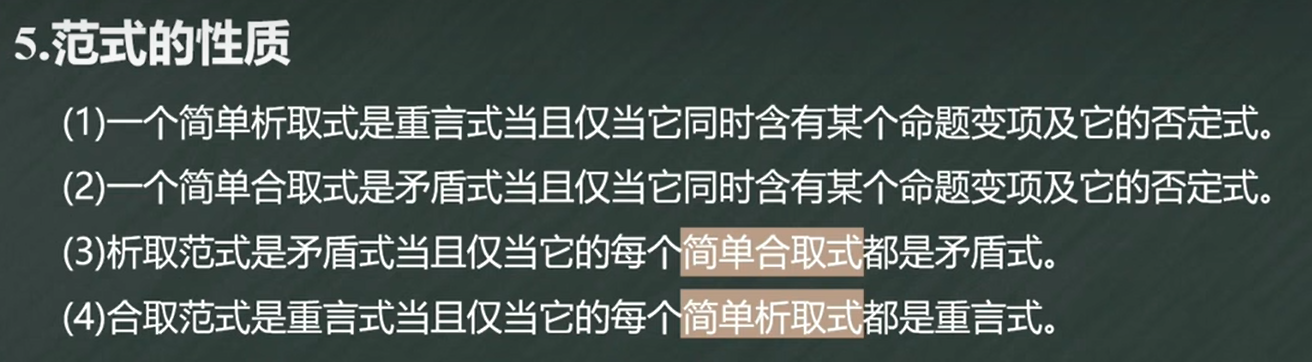 5.范式的性质
(1)一个简单析取式是重言式当且仅当它同时含有某个命题变项及它的否定式。
(2)一个简单合取式是矛盾式当且仅当它同时含有某个命题变项及它的否定式。
(3)析取范式是矛盾式当且仅当它的每个简单合取式都是矛盾式。
(4)合取范式是重言式当且仅当它的每个简单析取式都是重言式。